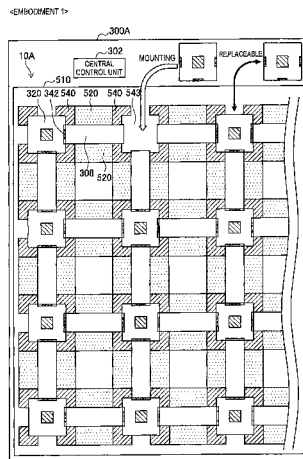 <EMBODIMENT 1>
300A
302
CENTRAL CONTROL UNIT
MOUNTING
REPLACEABLE
10A
510
320 342 540 520 540 543
308
520